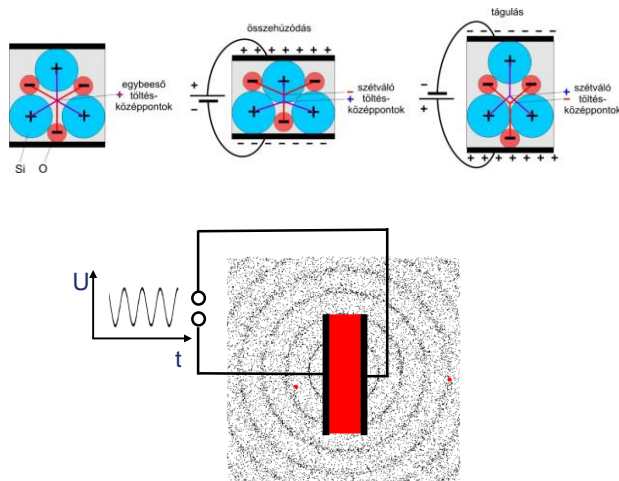 összehúzódás
tágulás
+ + + + + + +
- - - - - - -
+
-
-
+
+
-
-
+
+
-
+
-
-
+
+
-
+
-
-
+
+
-
+ egybeeső
töltés-
középpontok
- szétváló
+ töltés-
középpontok
+ szétváló
- töltés-
középpontok
- - - - - - -
+ + + + + + +
Si
O
U
t